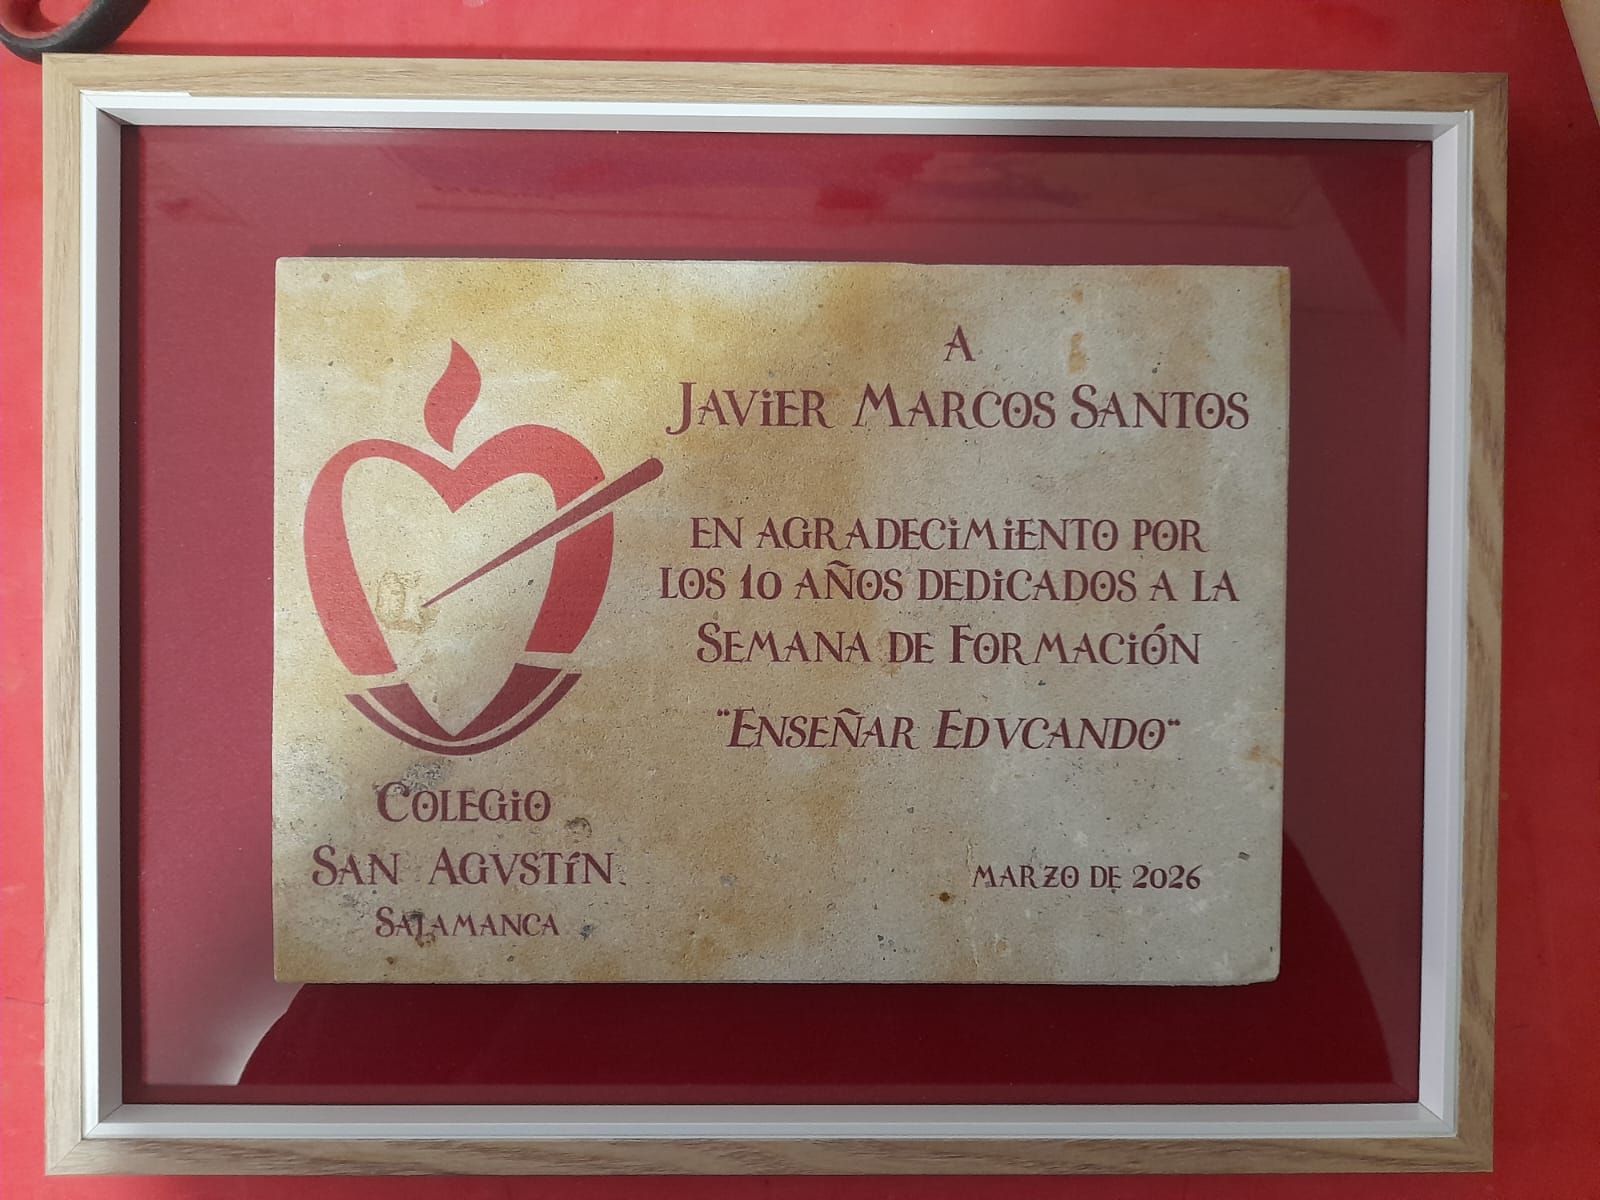 A
JAViER MARCOS SANTOS
EN AGRADECiMiENTO POR
LOS 10 AÑOS DEDiCADOS A LA
SEMANA DE FORMACiÓN
"ENSEÑAR EDVCANDO"
COLEGiO
SAN AGVSTíN
SALAMANCA
MARZO DE 2026